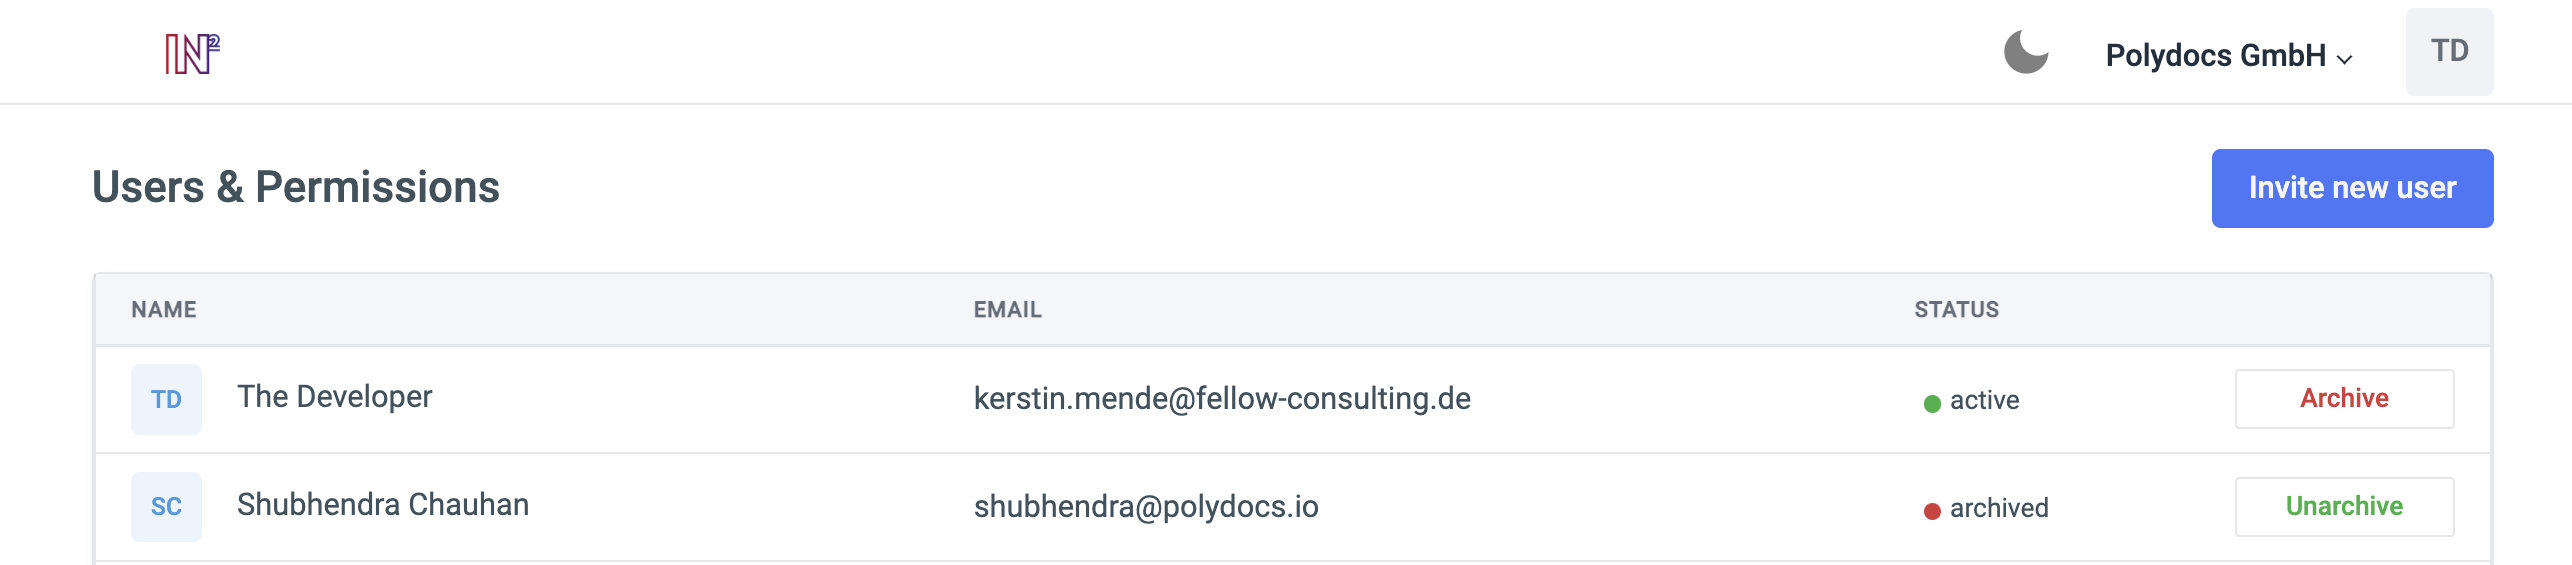 IN²
Polydocs GmbH
TD
Users & Permissions
Invite new user
NAME EMAIL STATUS
TD The Developer kerstin.mende@fellow-consulting.de active Archive
SC Shubhendra Chauhan shubhendra@polydocs.io archived Unarchive